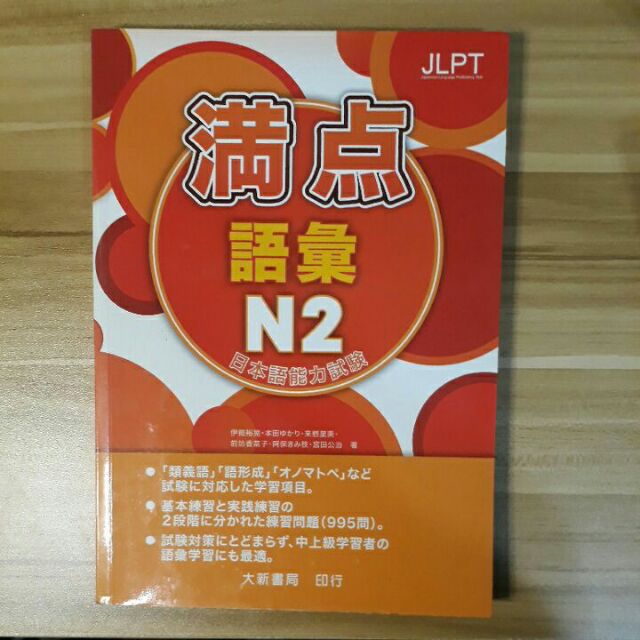 JLPT
Japanese-Language Proficiency Test
満点
語彙
N2
日本語能力試験
伊能裕晃・本田ゆかり・来栖里美・
前坊香菜子・阿保きみ枝・宮田公治 著
●「類義語」「語形成」「オノマトペ」など
試験に対応した学習項目。
●基本練習と実践練習の
2段階に分かれた練習問題(995問)。
●試験対策にとどまらず、中上級学習者の
語彙学習にも最適。
大新書局 印行